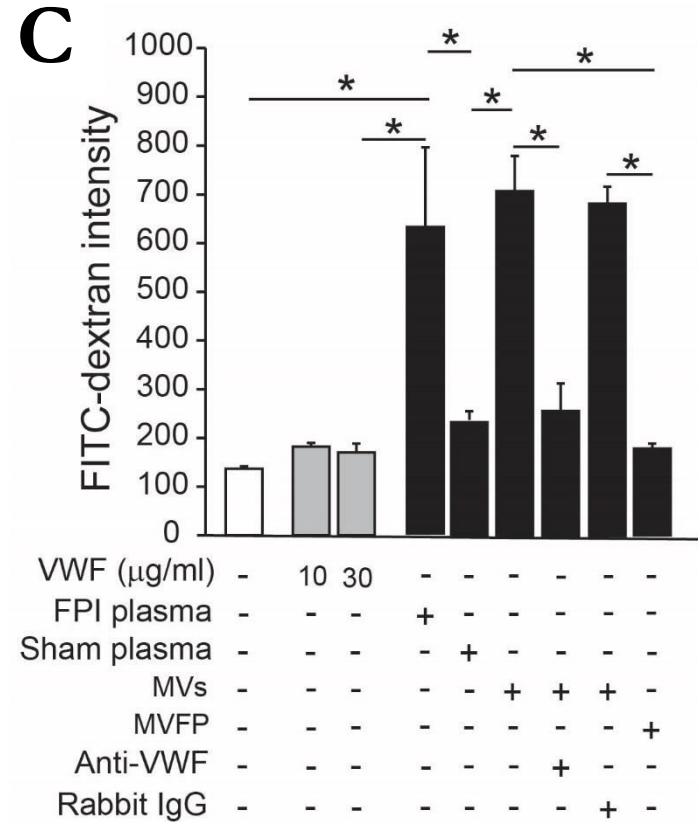 C
FITC-dextran intensity
1000
900
800
700
600
500
400
300
200
100
0
* * * * * * *
VWF (μg/ml) - 10 30 - - - - - -
FPI plasma - - - + - - - - -
Sham plasma - - - - + - - - -
MVs - - - - - + + + -
MVFP - - - - - - - - +
Anti-VWF - - - - - - + - -
Rabbit IgG - - - - - - - + -